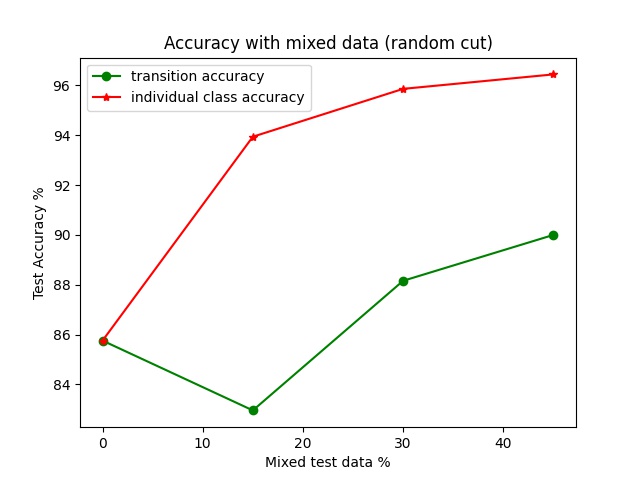 Accuracy with mixed data (random cut)
transition accuracy
individual class accuracy
96
94
92
90
88
86
84
Test Accuracy %
0 10 20 30 40
Mixed test data %